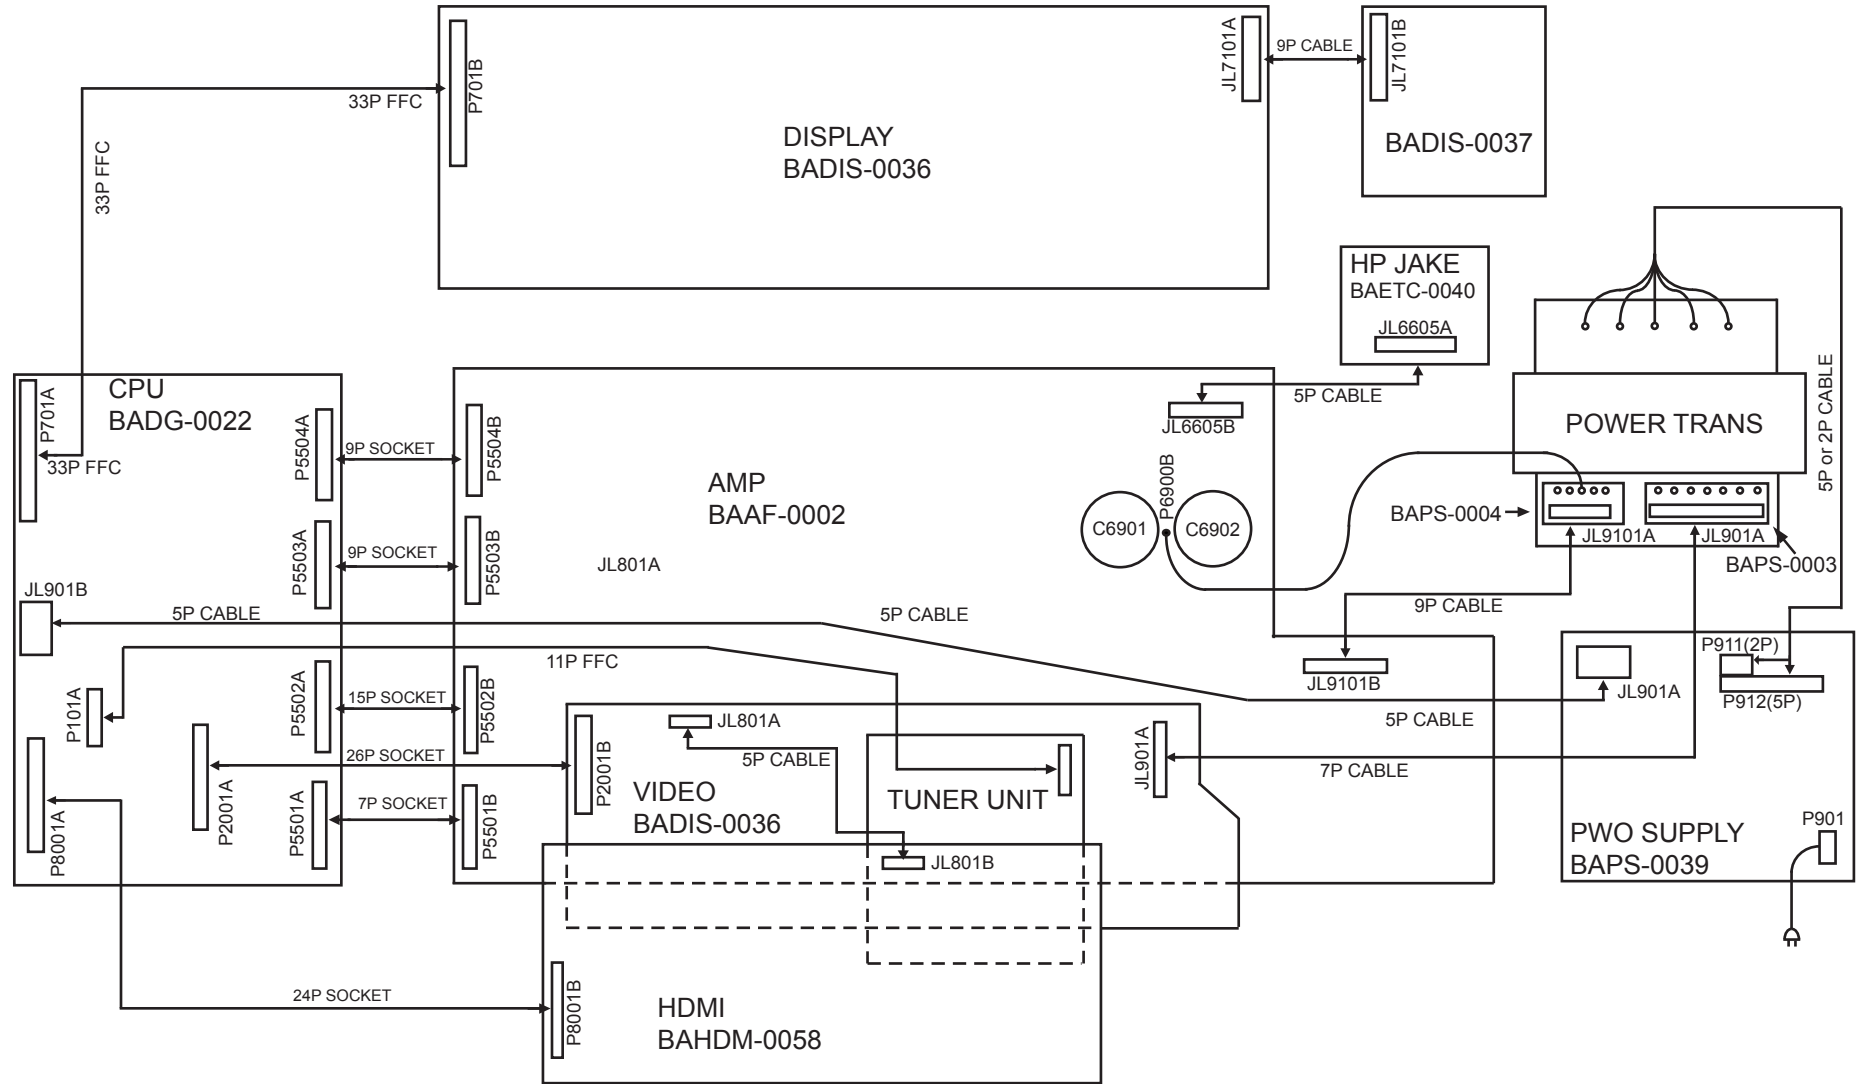 P701B
DISPLAY
BADIS-0036
JL7101A
9P CABLE
JL7101B
BADIS-0037
33P FFC
33P FFC
HP JAKE
BAETC-0040
JL6605A
5P CABLE
JL6605B
5P or 2P CABLE
POWER TRANS
BAPS-0004
JL9101A
JL901A
BAPS-0003
CPU
BADG-0022
P701A
33P FFC
P5504A
9P SOCKET
P5504B
P5503A
9P SOCKET
P5503B
AMP
BAAF-0002
JL801A
C6901
P6900B
C6902
JL901B
5P CABLE
5P CABLE
9P CABLE
JL9101B
11P FFC
P101A
P5502A
15P SOCKET
P5502B
P2001A
26P SOCKET
P2001B
P5501A
7P SOCKET
P5501B
P8001A
JL801A
5P CABLE
VIDEO
BADIS-0036
TUNER UNIT
JL801B
JL901A
7P CABLE
5P CABLE
P911(2P)
JL901A
P912(5P)
P901
PWO SUPPLY
BAPS-0039
24P SOCKET
P8001B
HDMI
BAHDM-0058